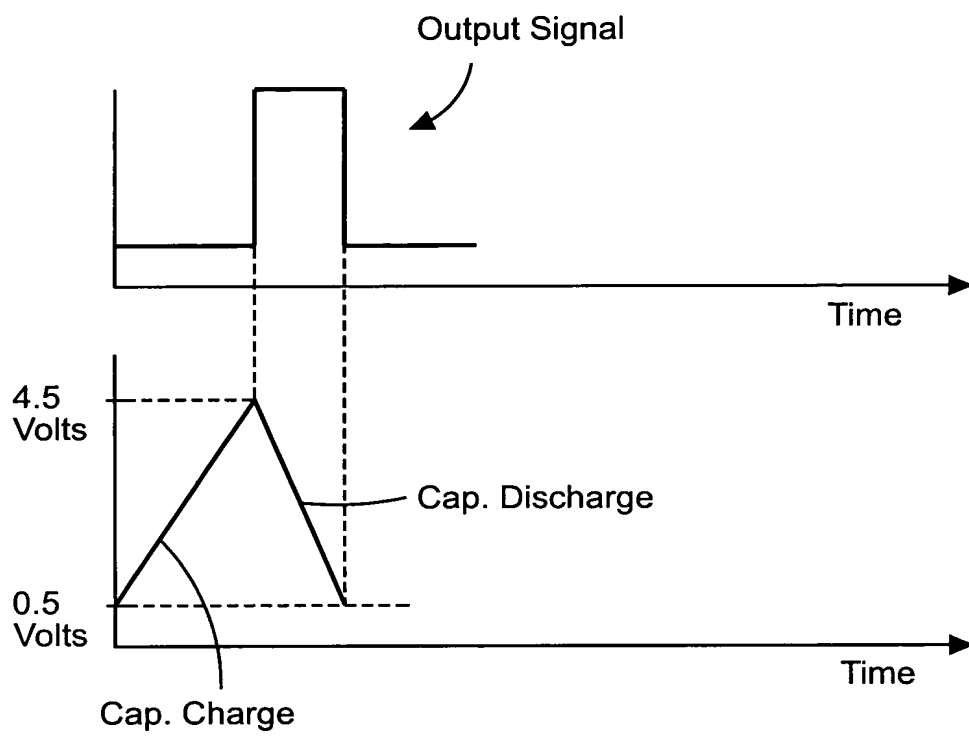 Output Signal
Time
4.5
Volts
Cap. Discharge
0.5
Volts
Time
Cap. Charge